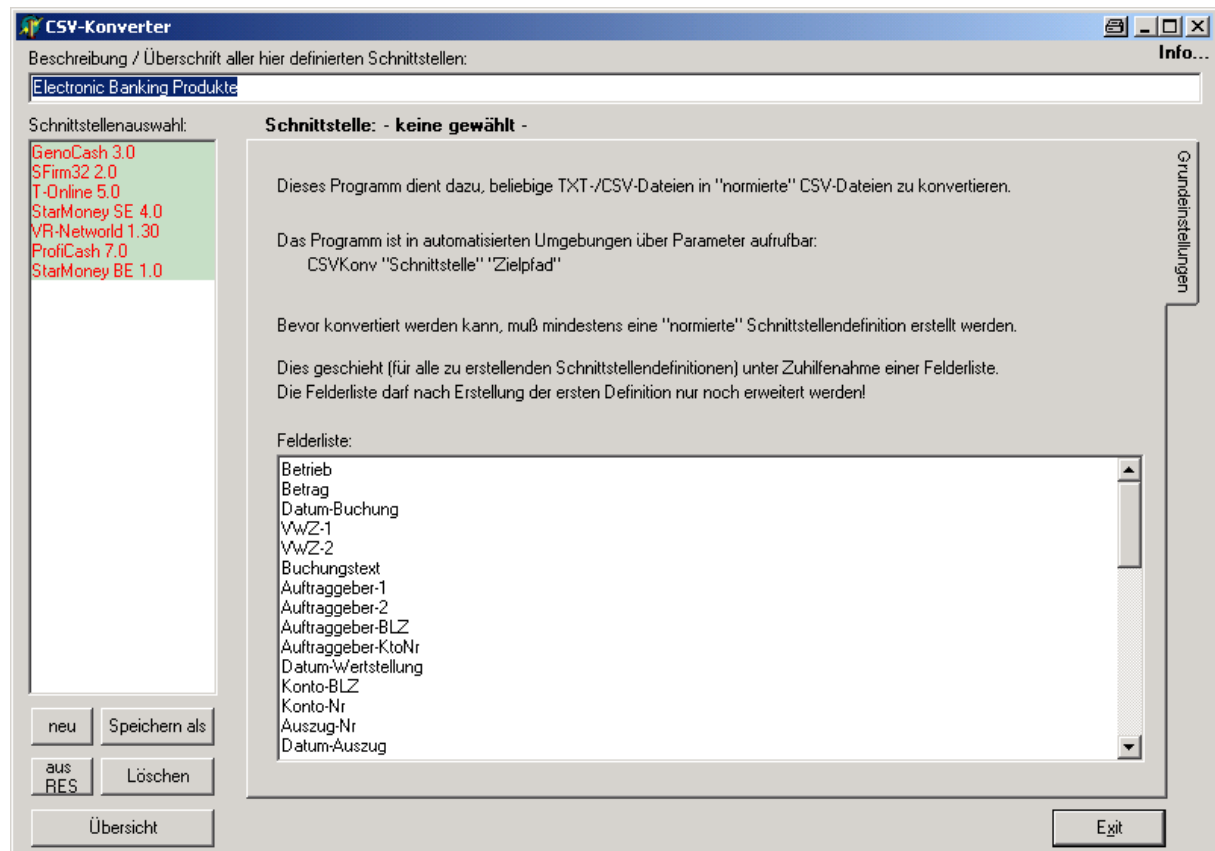 CSV-Konverter
Beschreibung / Überschrift aller hier definierten Schnittstellen:
Info...
Electronic Banking Produkte
Schnittstellenauswahl:
Schnittstelle: - keine gewählt -
GenoCash 3.0
SFirm32 2.0
T-Online 5.0
StarMoney SE 4.0
VR-Networld 1.30
ProfiCash 7.0
StarMoney BE 1.0
Grundeinstellungen
Dieses Programm dient dazu, beliebige TXT-/CSV-Dateien in "normierte" CSV-Dateien zu konvertieren.
Das Programm ist in automatisierten Umgebungen über Parameter aufrufbar:
CSVKonv "Schnittstelle" "Zielpfad"
Bevor konvertiert werden kann, muß mindestens eine "normierte" Schnittstellendefinition erstellt werden.
Dies geschieht (für alle zu erstellenden Schnittstellendefinitionen) unter Zuhilfenahme einer Felderliste.
Die Felderliste darf nach Erstellung der ersten Definition nur noch erweitert werden!
Felderliste:
Betrieb
Betrag
Datum-Buchung
VWZ-1
VWZ-2
Buchungstext
Auftraggeber-1
Auftraggeber-2
Auftraggeber-BLZ
Auftraggeber-KtoNr
Datum-Wertstellung
Konto-BLZ
Konto-Nr
Auszug-Nr
Datum-Auszug
neu
Speichern als
aus RES
Löschen
Übersicht
Exit